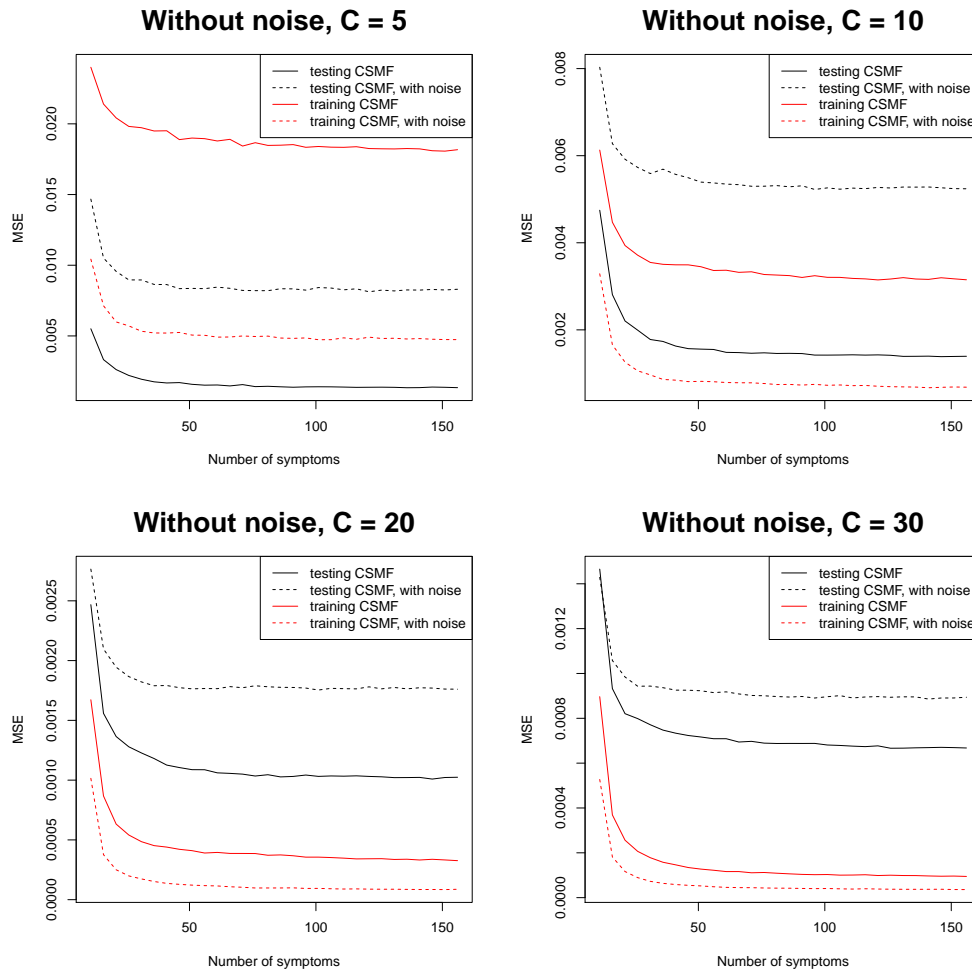 Without noise, C = 5
testing CSMF
testing CSMF, with noise
training CSMF
training CSMF, with noise
MSE
0.005
0.010
0.015
0.020
50
100
150
Number of symptoms
Without noise, C = 10
testing CSMF
testing CSMF, with noise
training CSMF
training CSMF, with noise
MSE
0.002
0.004
0.006
0.008
50
100
150
Number of symptoms
Without noise, C = 20
testing CSMF
testing CSMF, with noise
training CSMF
training CSMF, with noise
MSE
0.0000
0.0005
0.0010
0.0015
0.0020
0.0025
50
100
150
Number of symptoms
Without noise, C = 30
testing CSMF
testing CSMF, with noise
training CSMF
training CSMF, with noise
MSE
0.0000
0.0004
0.0008
0.0012
50
100
150
Number of symptoms